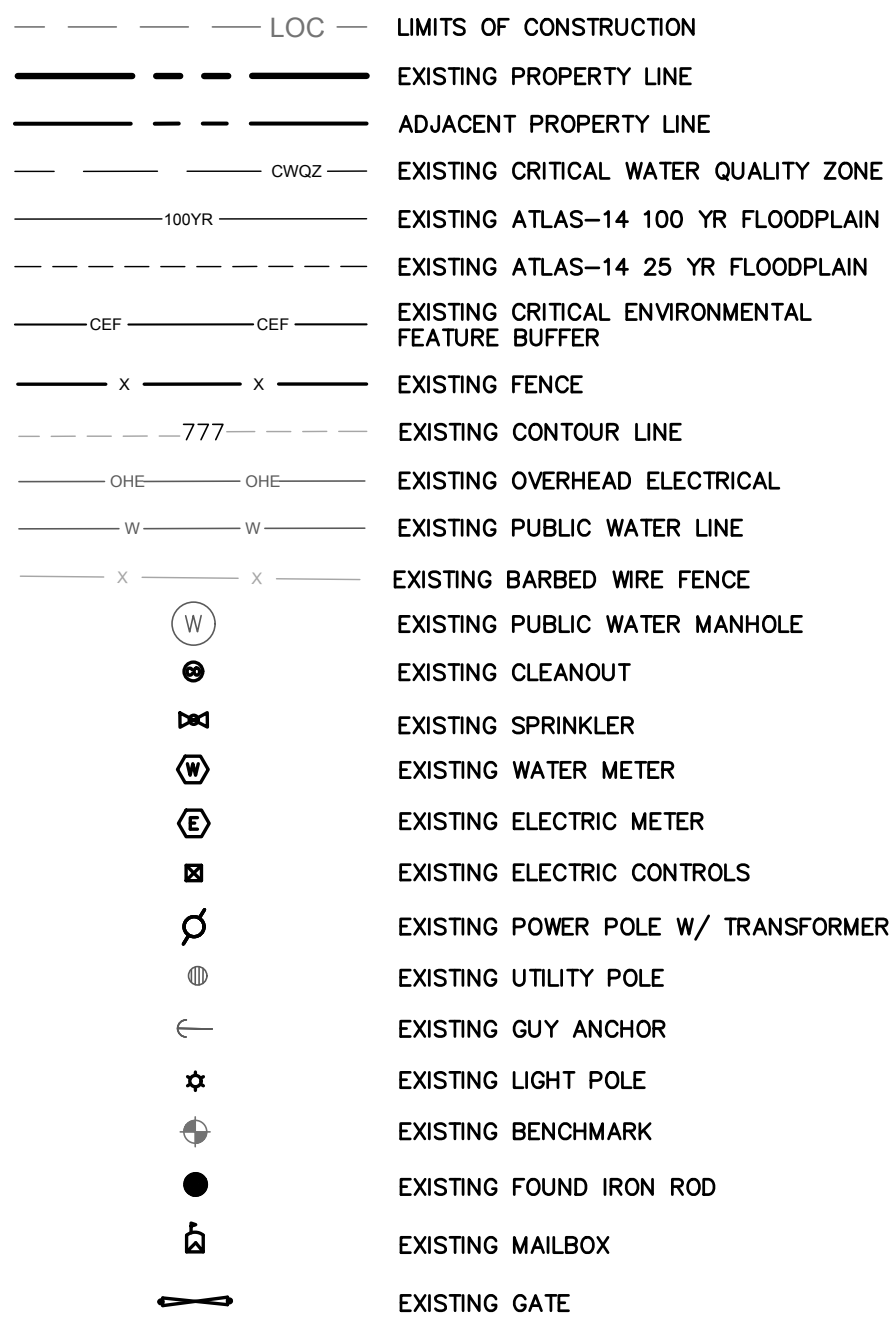 LOC LIMITS OF CONSTRUCTION
EXISTING PROPERTY LINE
ADJACENT PROPERTY LINE
CWQZ EXISTING CRITICAL WATER QUALITY ZONE
100YR EXISTING ATLAS-14 100 YR FLOODPLAIN
EXISTING ATLAS-14 25 YR FLOODPLAIN
CEF CEF EXISTING CRITICAL ENVIRONMENTAL
FEATURE BUFFER
X X EXISTING FENCE
777 EXISTING CONTOUR LINE
OHE OHE EXISTING OVERHEAD ELECTRICAL
W W EXISTING PUBLIC WATER LINE
X X EXISTING BARBED WIRE FENCE
W EXISTING PUBLIC WATER MANHOLE
EXISTING CLEANOUT
EXISTING SPRINKLER
W EXISTING WATER METER
E EXISTING ELECTRIC METER
EXISTING ELECTRIC CONTROLS
EXISTING POWER POLE W/ TRANSFORMER
EXISTING UTILITY POLE
EXISTING GUY ANCHOR
EXISTING LIGHT POLE
EXISTING BENCHMARK
EXISTING FOUND IRON ROD
EXISTING MAILBOX
EXISTING GATE